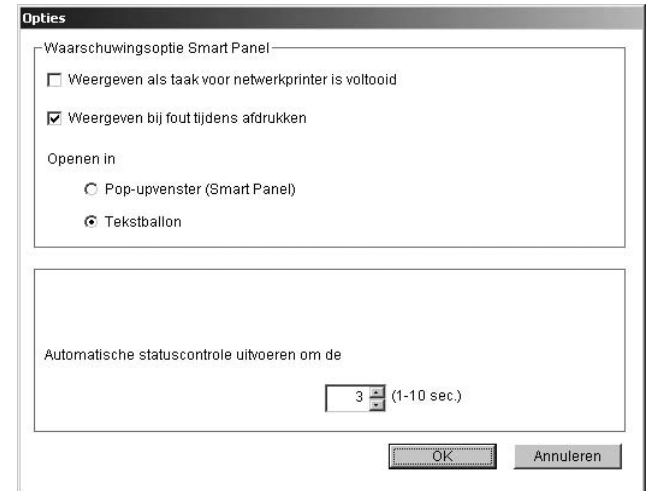 Opties
Waarschuwingsoptie Smart Panel
Weergeven als taak voor netwerkprinter is voltooid
Weergeven bij fout tijdens afdrukken
Openen in
Pop-upvenster (Smart Panel)
Tekstballon
Automatische statuscontrole uitvoeren om de
3 (1-10 sec.)
OK Annuleren